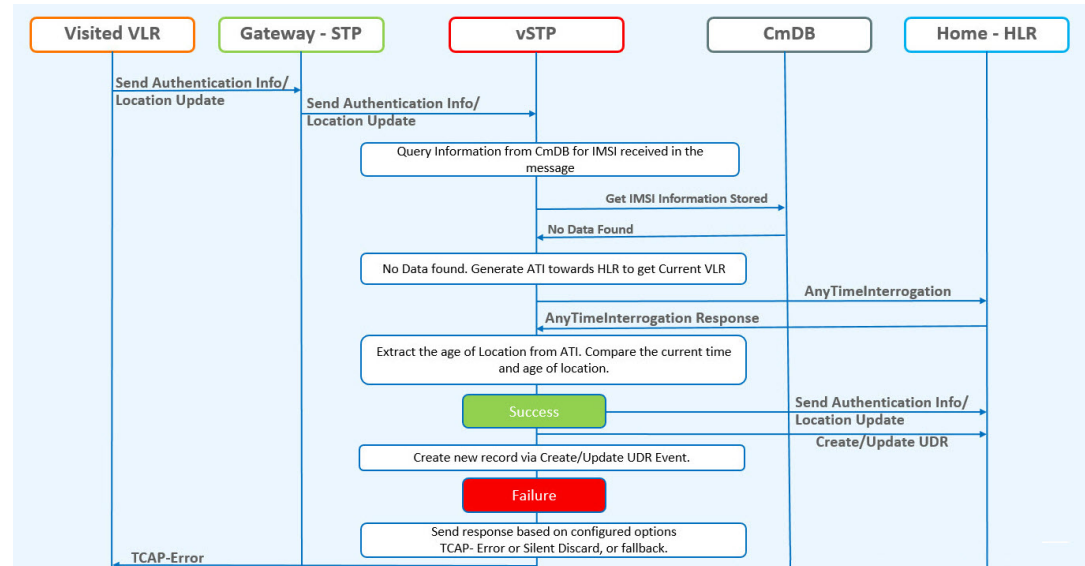 Visited VLR
Gateway - STP
vSTP
CmDB
Home - HLR
Send Authentication Info/
Location Update
Send Authentication Info/
Location Update
Query Information from CmDB for IMSI received in the
message
Get IMSI Information Stored
No Data Found
No Data found. Generate ATI towards HLR to get Current VLR
AnyTimeInterrogation
AnyTimeInterrogation Response
Extract the age of Location from ATI. Compare the current time
and age of location.
Success
Send Authentication Info/
Location Update
Create/Update UDR
Create new record via Create/Update UDR Event.
Failure
Send response based on configured options
TCAP- Error or Silent Discard, or fallback.
TCAP-Error